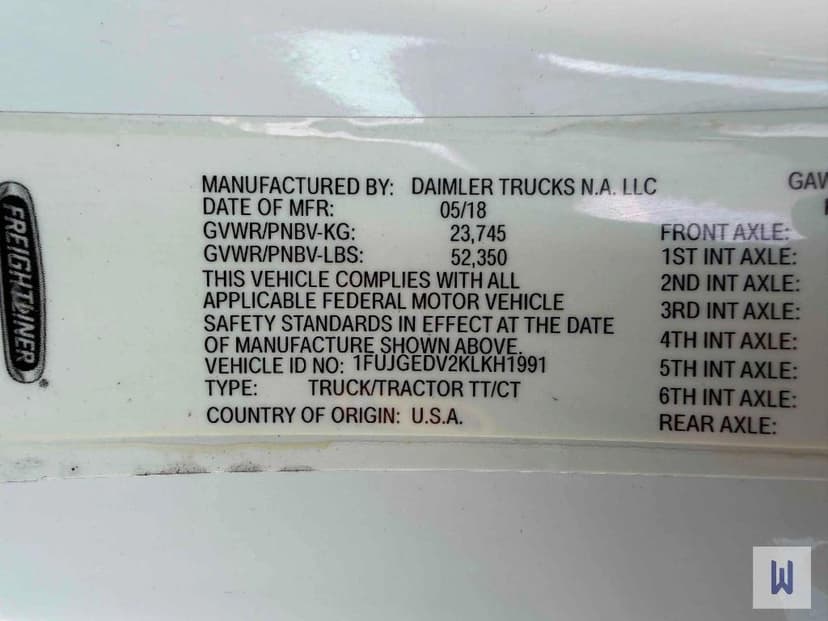 FREIGHTLINER
MANUFACTURED BY: DAIMLER TRUCKS N.A. LLC
DATE OF MFR: 05/18
GVWR/PNBV-KG: 23,745
GVWR/PNBV-LBS: 52,350
THIS VEHICLE COMPLIES WITH ALL
APPLICABLE FEDERAL MOTOR VEHICLE
SAFETY STANDARDS IN EFFECT AT THE DATE
OF MANUFACTURE SHOWN ABOVE.
VEHICLE ID NO: 1FUJGEDV2KLKH1991
TYPE: TRUCK/TRACTOR TT/CT
COUNTRY OF ORIGIN: U.S.A.
GAW
FRONT AXLE:
1ST INT AXLE:
2ND INT AXLE:
3RD INT AXLE:
4TH INT AXLE:
5TH INT AXLE:
6TH INT AXLE:
REAR AXLE:
W